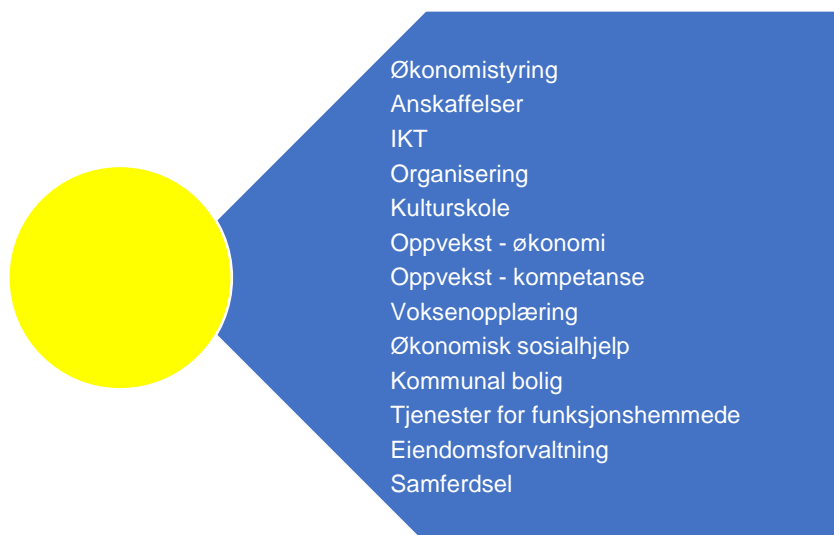 Økonomistyring
Anskaffelser
IKT
Organisering
Kulturskole
Oppvekst - økonomi
Oppvekst - kompetanse
Voksenopplæring
Økonomisk sosialhjelp
Kommunal bolig
Tjenester for funksjonshemmede
Eiendomsforvaltning
Samferdsel